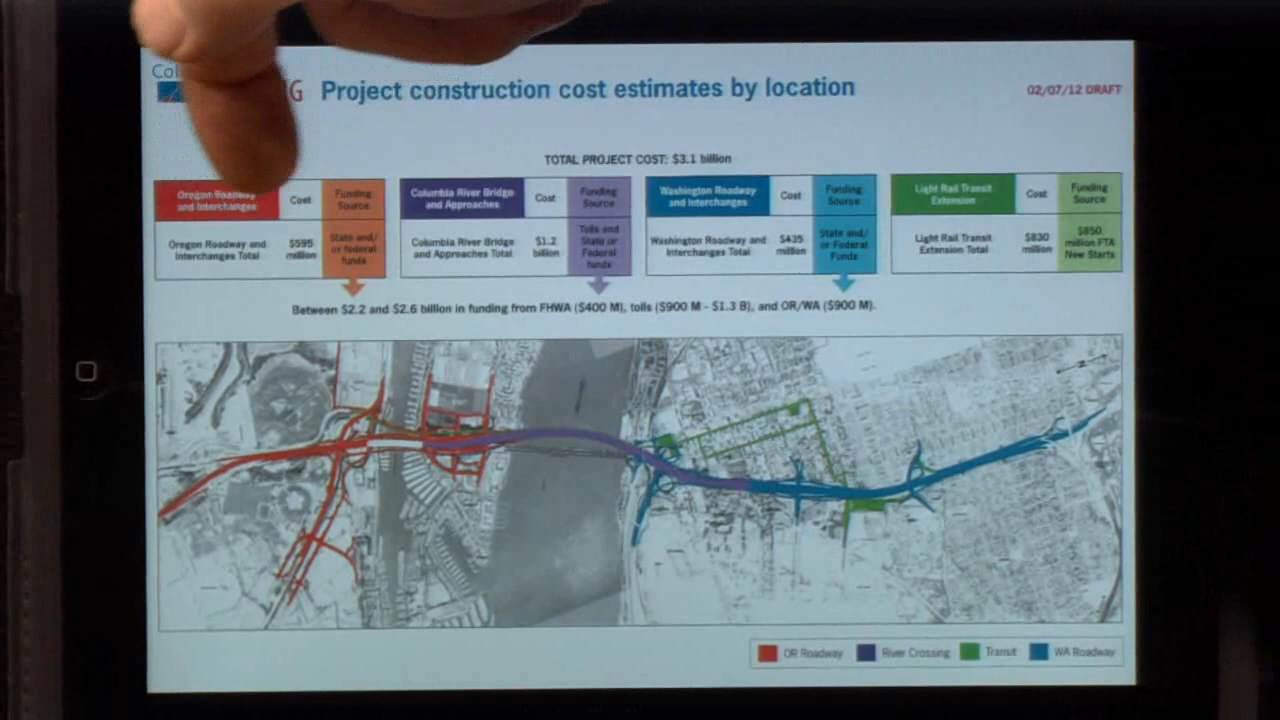 Col
G
Project construction cost estimates by location
02/07/12 DRAFT
TOTAL PROJECT COST: $3.1 billion
Oregon Roadway
and Interchanges
Cost
Funding
Source
Oregon Roadway and
Interchanges Total
$595
million
State and/
or federal
funds
Columbia River Bridge
and Approaches
Cost
Funding
Source
Columbia River Bridge
and Approaches Total
$1.2
billion
Tolls and
State or
Federal
funds
Washington Roadway
and Interchanges
Cost
Funding
Source
Washington Roadway and
Interchanges Total
$435
million
State and/
or Federal
Funds
Light Rail Transit
Extension
Cost
Funding
Source
Light Rail Transit
Extension Total
$830
million
$850
million FTA
New Starts
Between $2.2 and $2.6 billion in funding from FHWA ($400 M), tolls ($900 M - $1.3 B), and OR/WA ($900 M).
OR Roadway
River Crossing
Transit
WA Roadway